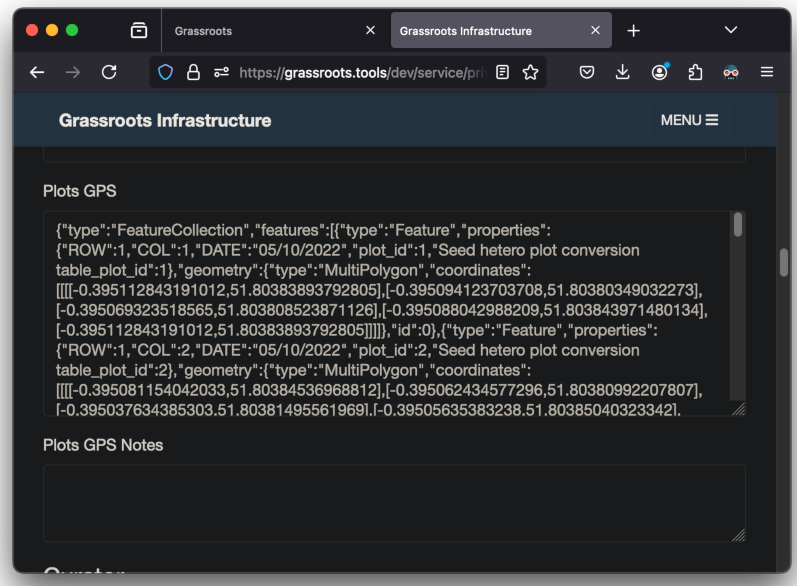 Grassroots
Grassroots Infrastructure
https://grassroots.tools/dev/service/pri
Grassroots Infrastructure
MENU
Plots GPS
{"type":"FeatureCollection","features":[{"type":"Feature","properties":
{"ROW":1,"COL":1,"DATE":"05/10/2022","plot_id":1,"Seed hetero plot conversion
table_plot_id":1},"geometry":{"type":"MultiPolygon","coordinates":
[[[[-0.395112843191012,51.80383893792805],[-0.395094123703708,51.80380349032273],
[-0.395069323518565,51.803808523871126],[-0.395088042988209,51.803843971480134],
[-0.395112843191012,51.80383893792805]]]]},"id":0},{"type":"Feature","properties":
{"ROW":1,"COL":2,"DATE":"05/10/2022","plot_id":2,"Seed hetero plot conversion
table_plot_id":2},"geometry":{"type":"MultiPolygon","coordinates":
[[[[-0.395081154042033,51.80384536968812],[-0.395062434577296,51.80380992207807],
[-0.395037634385303,51.80381495561969],[-0.39505635383238,51.80385040323342],
Plots GPS Notes
Curator